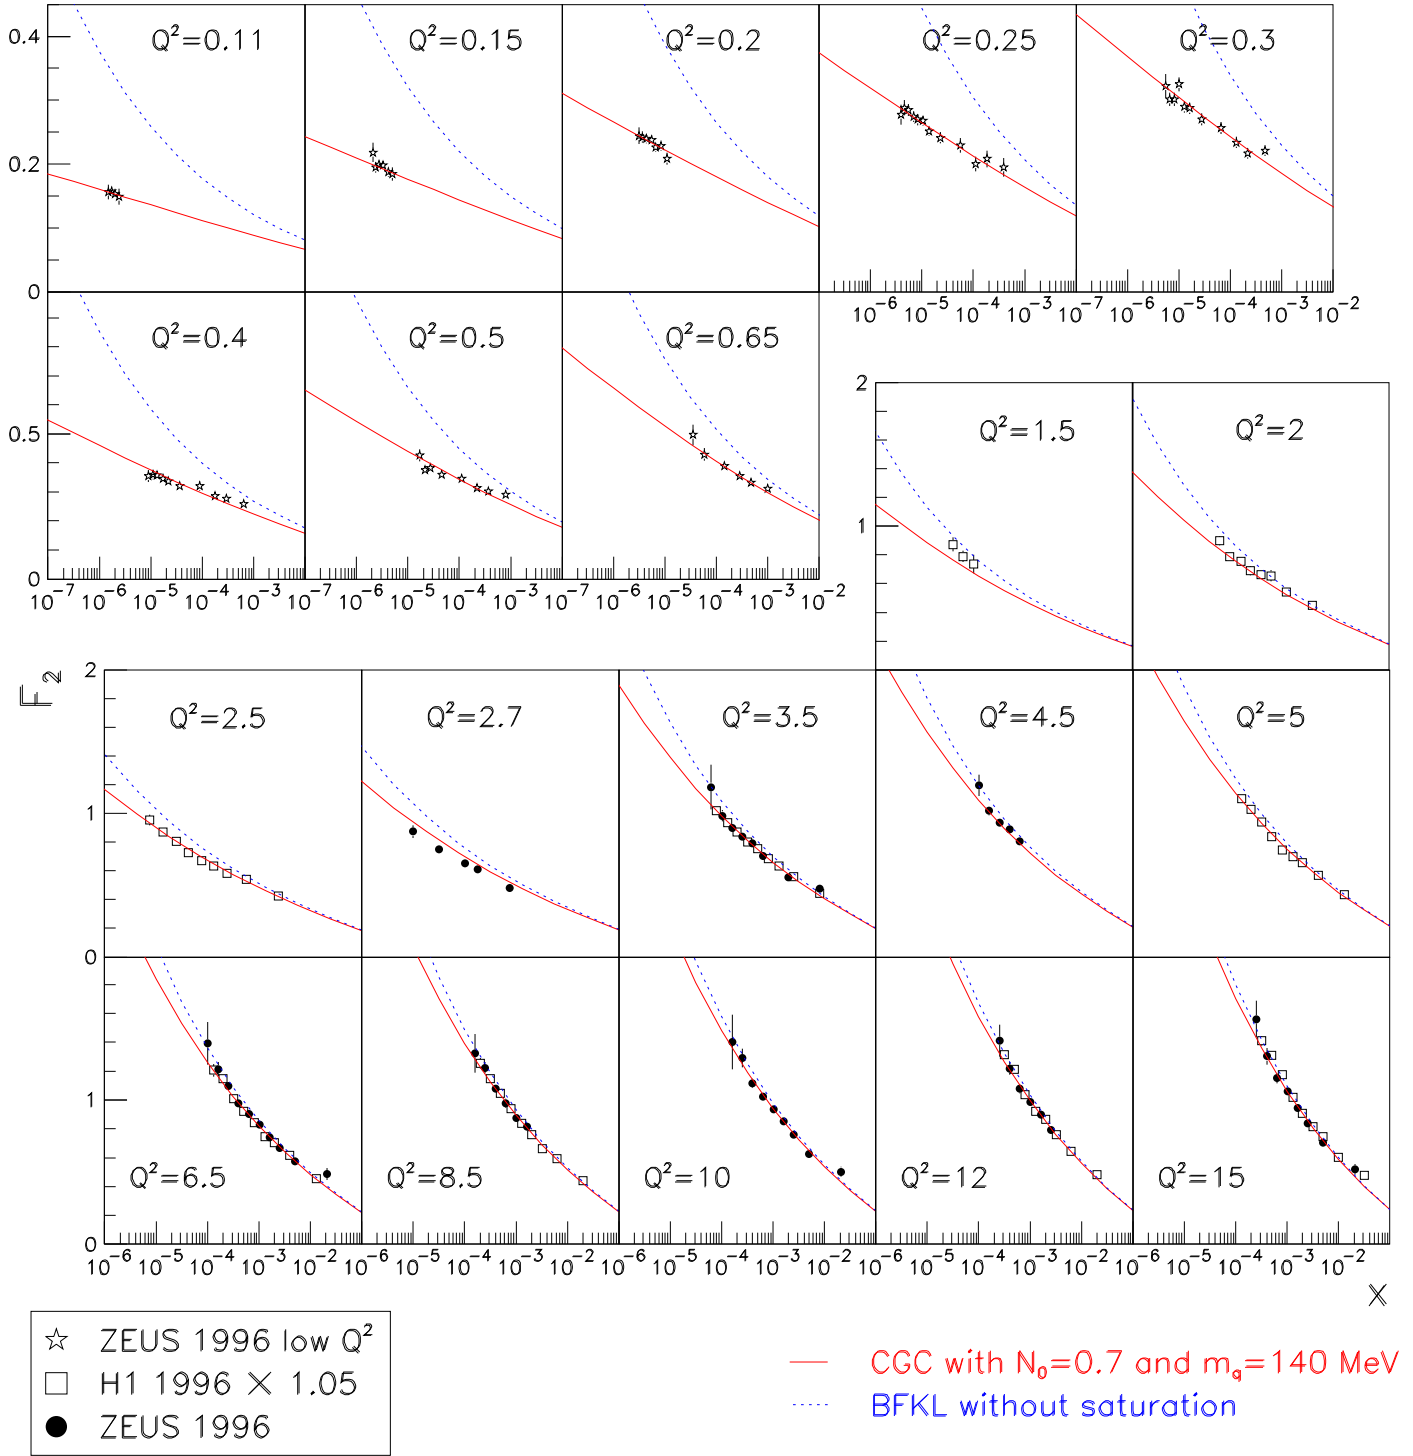 0.4
Q²=0.11
Q²=0.15
Q²=0.2
Q²=0.25
Q²=0.3
0.2
0
10⁻⁶ 10⁻⁵ 10⁻⁴ 10⁻³ 10⁻⁷ 10⁻⁶ 10⁻⁵ 10⁻⁴ 10⁻³ 10⁻²
Q²=0.4
Q²=0.5
Q²=0.65
0.5
0
10⁻⁷ 10⁻⁶ 10⁻⁵ 10⁻⁴ 10⁻³ 10⁻⁷ 10⁻⁶ 10⁻⁵ 10⁻⁴ 10⁻³ 10⁻⁷ 10⁻⁶ 10⁻⁵ 10⁻⁴ 10⁻³ 10⁻²
2
Q²=1.5
Q²=2
1
F₂
2
Q²=2.5
Q²=2.7
Q²=3.5
Q²=4.5
Q²=5
1
0
1
Q²=6.5
Q²=8.5
Q²=10
Q²=12
Q²=15
0
10⁻⁶ 10⁻⁵ 10⁻⁴ 10⁻³ 10⁻² 10⁻⁶ 10⁻⁵ 10⁻⁴ 10⁻³ 10⁻² 10⁻⁶ 10⁻⁵ 10⁻⁴ 10⁻³ 10⁻² 10⁻⁶ 10⁻⁵ 10⁻⁴ 10⁻³ 10⁻² 10⁻⁶ 10⁻⁵ 10⁻⁴ 10⁻³ 10⁻²
X
ZEUS 1996 low Q²
H1 1996 × 1.05
ZEUS 1996
CGC with N₀=0.7 and m_q=140 MeV
BFKL without saturation